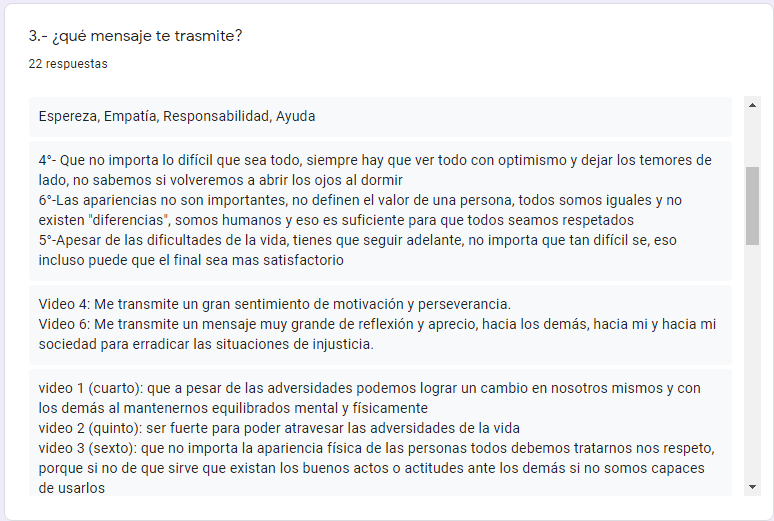 3.- ¿qué mensaje te trasmite?
22 respuestas
Espereza, Empatía, Responsabilidad, Ayuda
4°- Que no importa lo difícil que sea todo, siempre hay que ver todo con optimismo y dejar los temores de
lado, no sabemos si volveremos a abrir los ojos al dormir
6°-Las apariencias no son importantes, no definen el valor de una persona, todos somos iguales y no
existen "diferencias", somos humanos y eso es suficiente para que todos seamos respetados
5°-Apesar de las dificultades de la vida, tienes que seguir adelante, no importa que tan difícil se, eso
incluso puede que el final sea mas satisfactorio
Video 4: Me transmite un gran sentimiento de motivación y perseverancia.
Video 6: Me transmite un mensaje muy grande de reflexión y aprecio, hacia los demás, hacia mi y hacia mi
sociedad para erradicar las situaciones de injusticia.
video 1 (cuarto): que a pesar de las adversidades podemos lograr un cambio en nosotros mismos y con
los demás al mantenernos equilibrados mental y físicamente
video 2 (quinto): ser fuerte para poder atravesar las adversidades de la vida
video 3 (sexto): que no importa la apariencia física de las personas todos debemos tratarnos nos respeto,
porque si no de que sirve que existan los buenos actos o actitudes ante los demás si no somos capaces
de usarlos